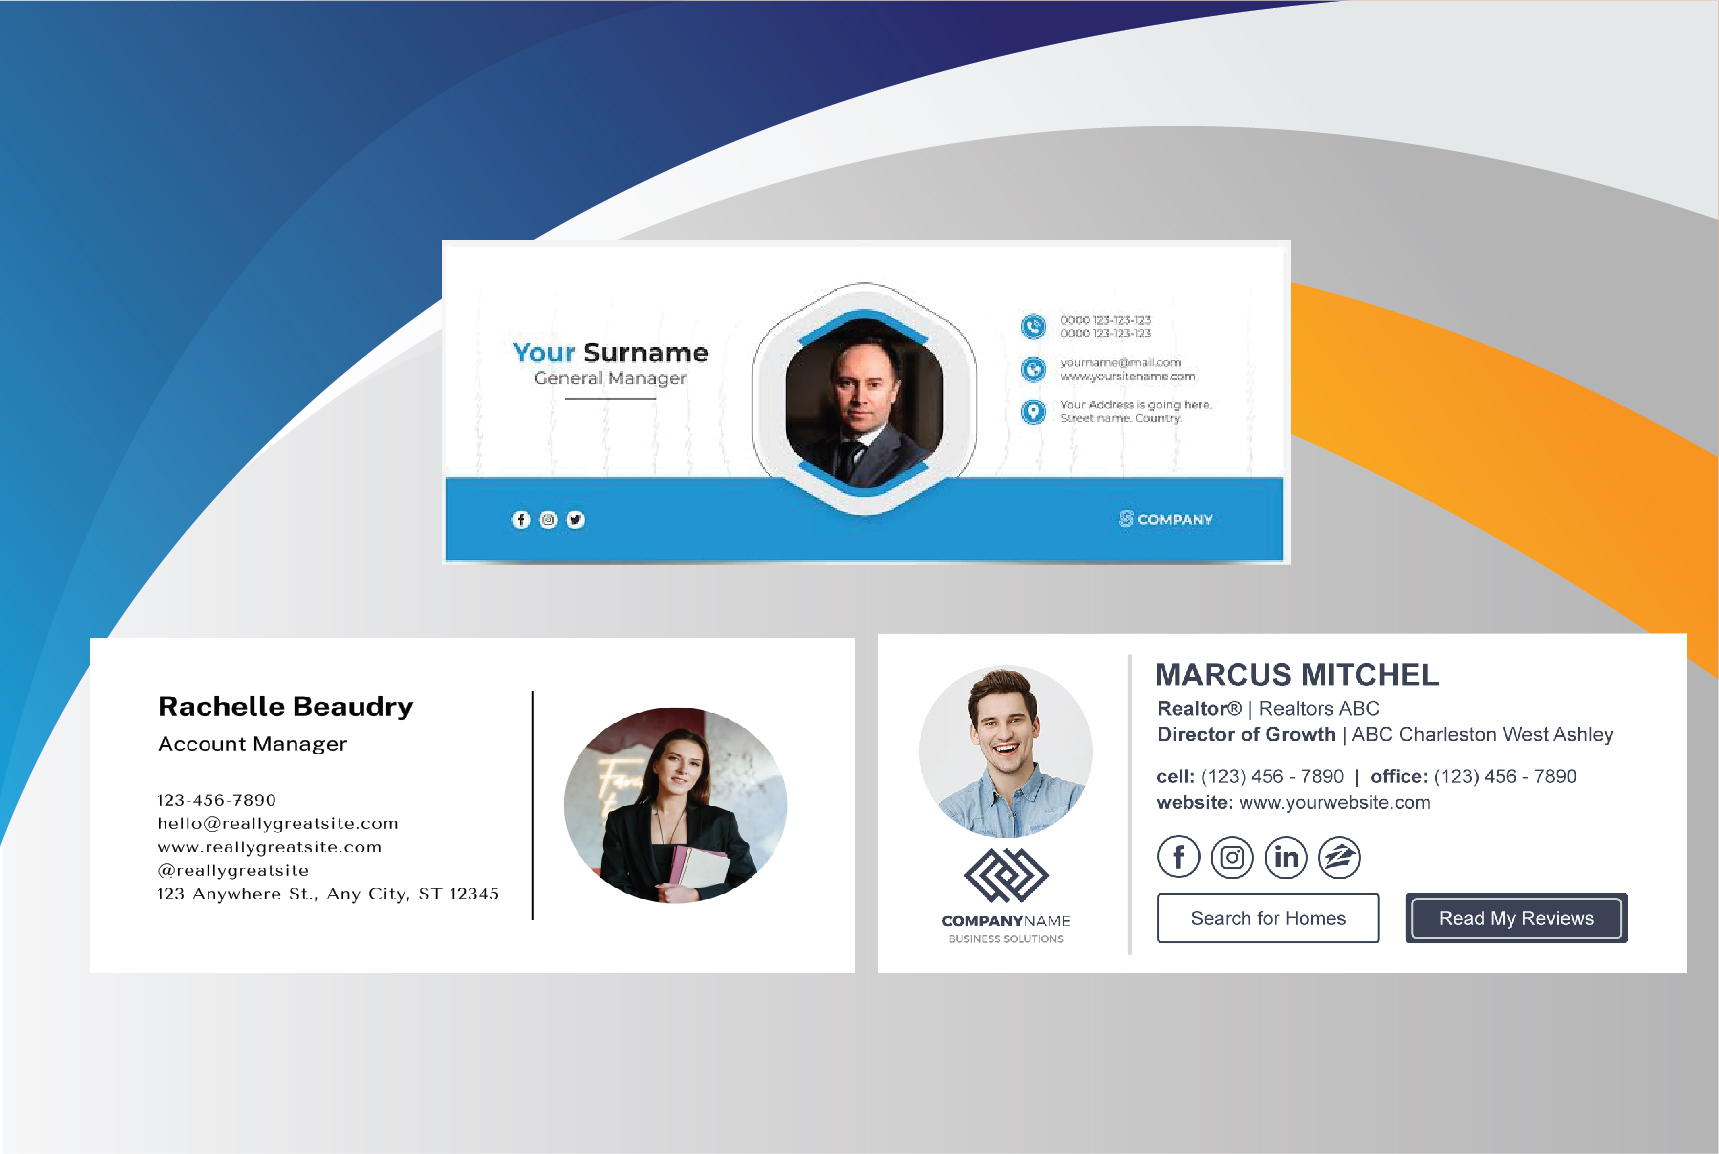 Your Surname
General Manager
0000 123-123-123
0000 123-123-123
yourname@mail.com
www.yoursitename.com
Your Address is going here,
Street name. Country.
COMPANY
Rachelle Beaudry
Account Manager
123-456-7890
hello@reallygreatsite.com
www.reallygreatsite.com
@reallygreatsite
123 Anywhere St., Any City, ST 12345
COMPANYNAME
BUSINESS SOLUTIONS
MARCUS MITCHEL
Realtor® | Realtors ABC
Director of Growth | ABC Charleston West Ashley
cell: (123) 456 - 7890 | office: (123) 456 - 7890
website: www.yourwebsite.com
Search for Homes
Read My Reviews